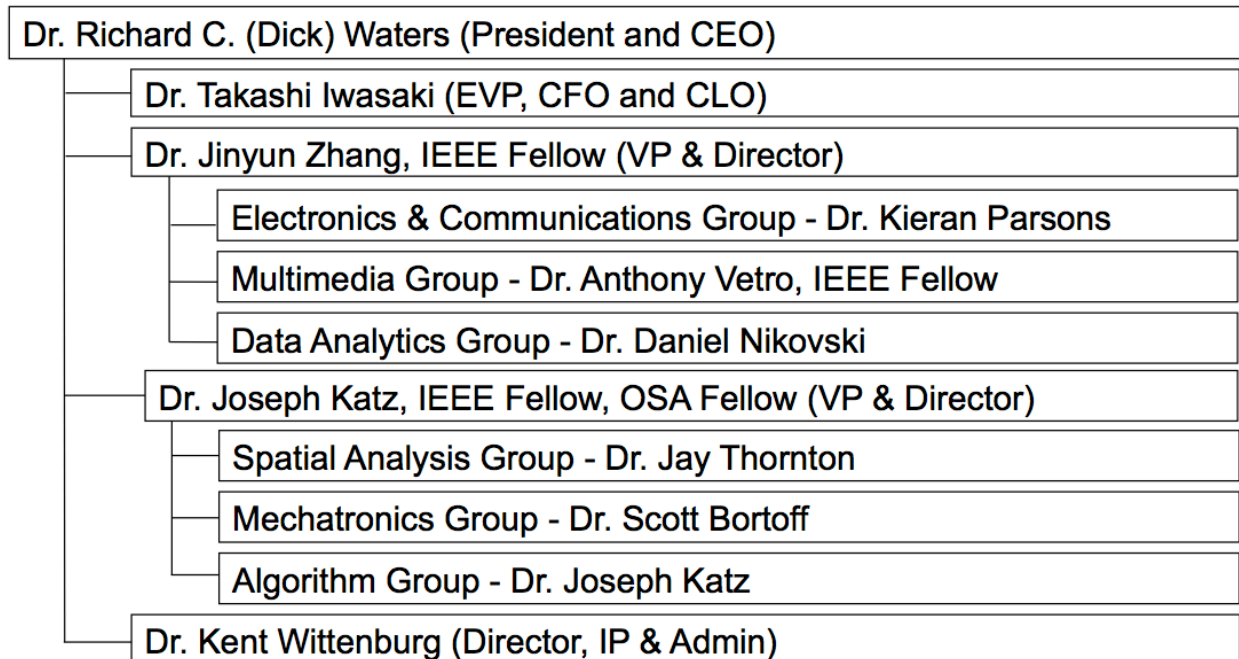 Dr. Richard C. (Dick) Waters (President and CEO)
Dr. Takashi Iwasaki (EVP, CFO and CLO)
Dr. Jinyun Zhang, IEEE Fellow (VP & Director)
Electronics & Communications Group - Dr. Kieran Parsons
Multimedia Group - Dr. Anthony Vetro, IEEE Fellow
Data Analytics Group - Dr. Daniel Nikovski
Dr. Joseph Katz, IEEE Fellow, OSA Fellow (VP & Director)
Spatial Analysis Group - Dr. Jay Thornton
Mechatronics Group - Dr. Scott Bortoff
Algorithm Group - Dr. Joseph Katz
Dr. Kent Wittenburg (Director, IP & Admin)